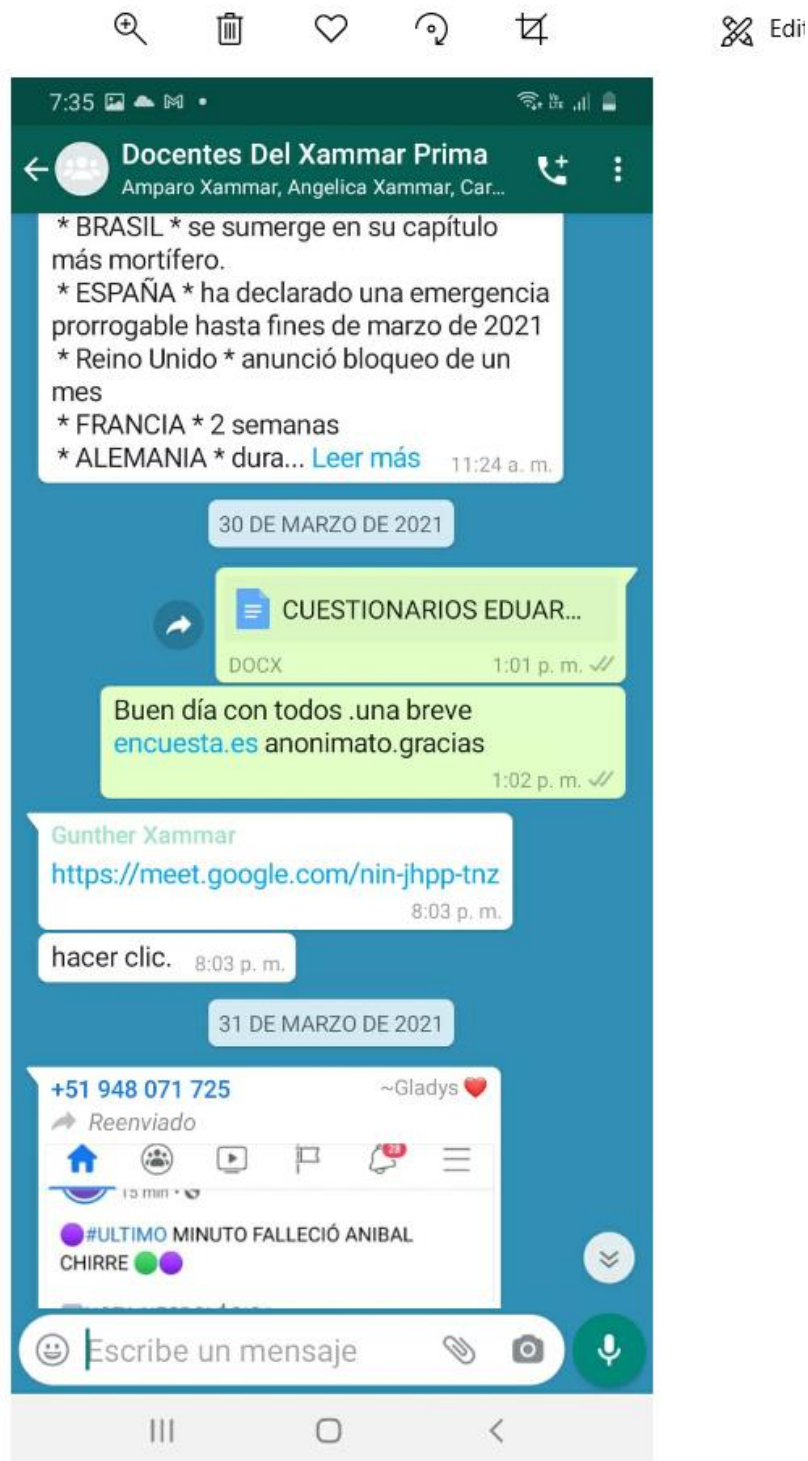 Edit
7:35
Docentes Del Xammar Prima
Amparo Xammar, Angelica Xammar, Car...
* BRASIL * se sumerge en su capítulo
más mortífero.
* ESPAÑA * ha declarado una emergencia
prorrogable hasta fines de marzo de 2021
* Reino Unido * anunció bloqueo de un
mes
* FRANCIA * 2 semanas
* ALEMANIA * dura... Leer más 11:24 a. m.
30 DE MARZO DE 2021
CUESTIONARIOS EDUAR...
DOCX 1:01 p. m.
Buen día con todos .una breve
encuesta.es anonimato.gracias
1:02 p. m.
Gunther Xammar
https://meet.google.com/nin-jhpp-tnz
8:03 p. m.
hacer clic. 8:03 p. m.
31 DE MARZO DE 2021
+51 948 071 725 ~Gladys
Reenviado
23
15 min
#ULTIMO MINUTO FALLECIÓ ANIBAL
CHIRRE
Escribe un mensaje